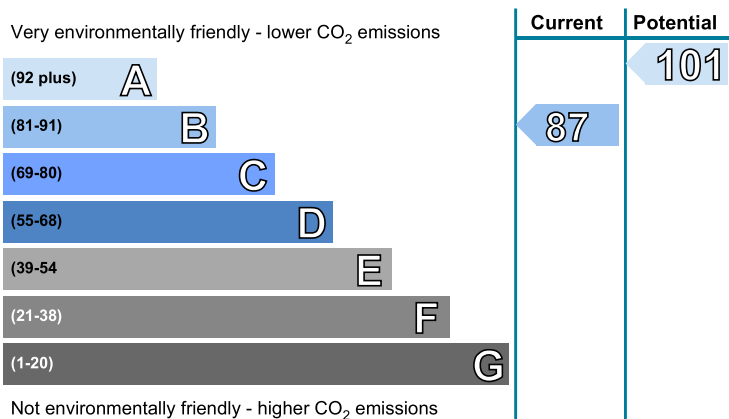 Current Potential
Very environmentally friendly - lower CO2 emissions
(92 plus) A 101
(81-91) B 87
(69-80) C
(55-68) D
(39-54 E
(21-38) F
(1-20) G
Not environmentally friendly - higher CO2 emissions